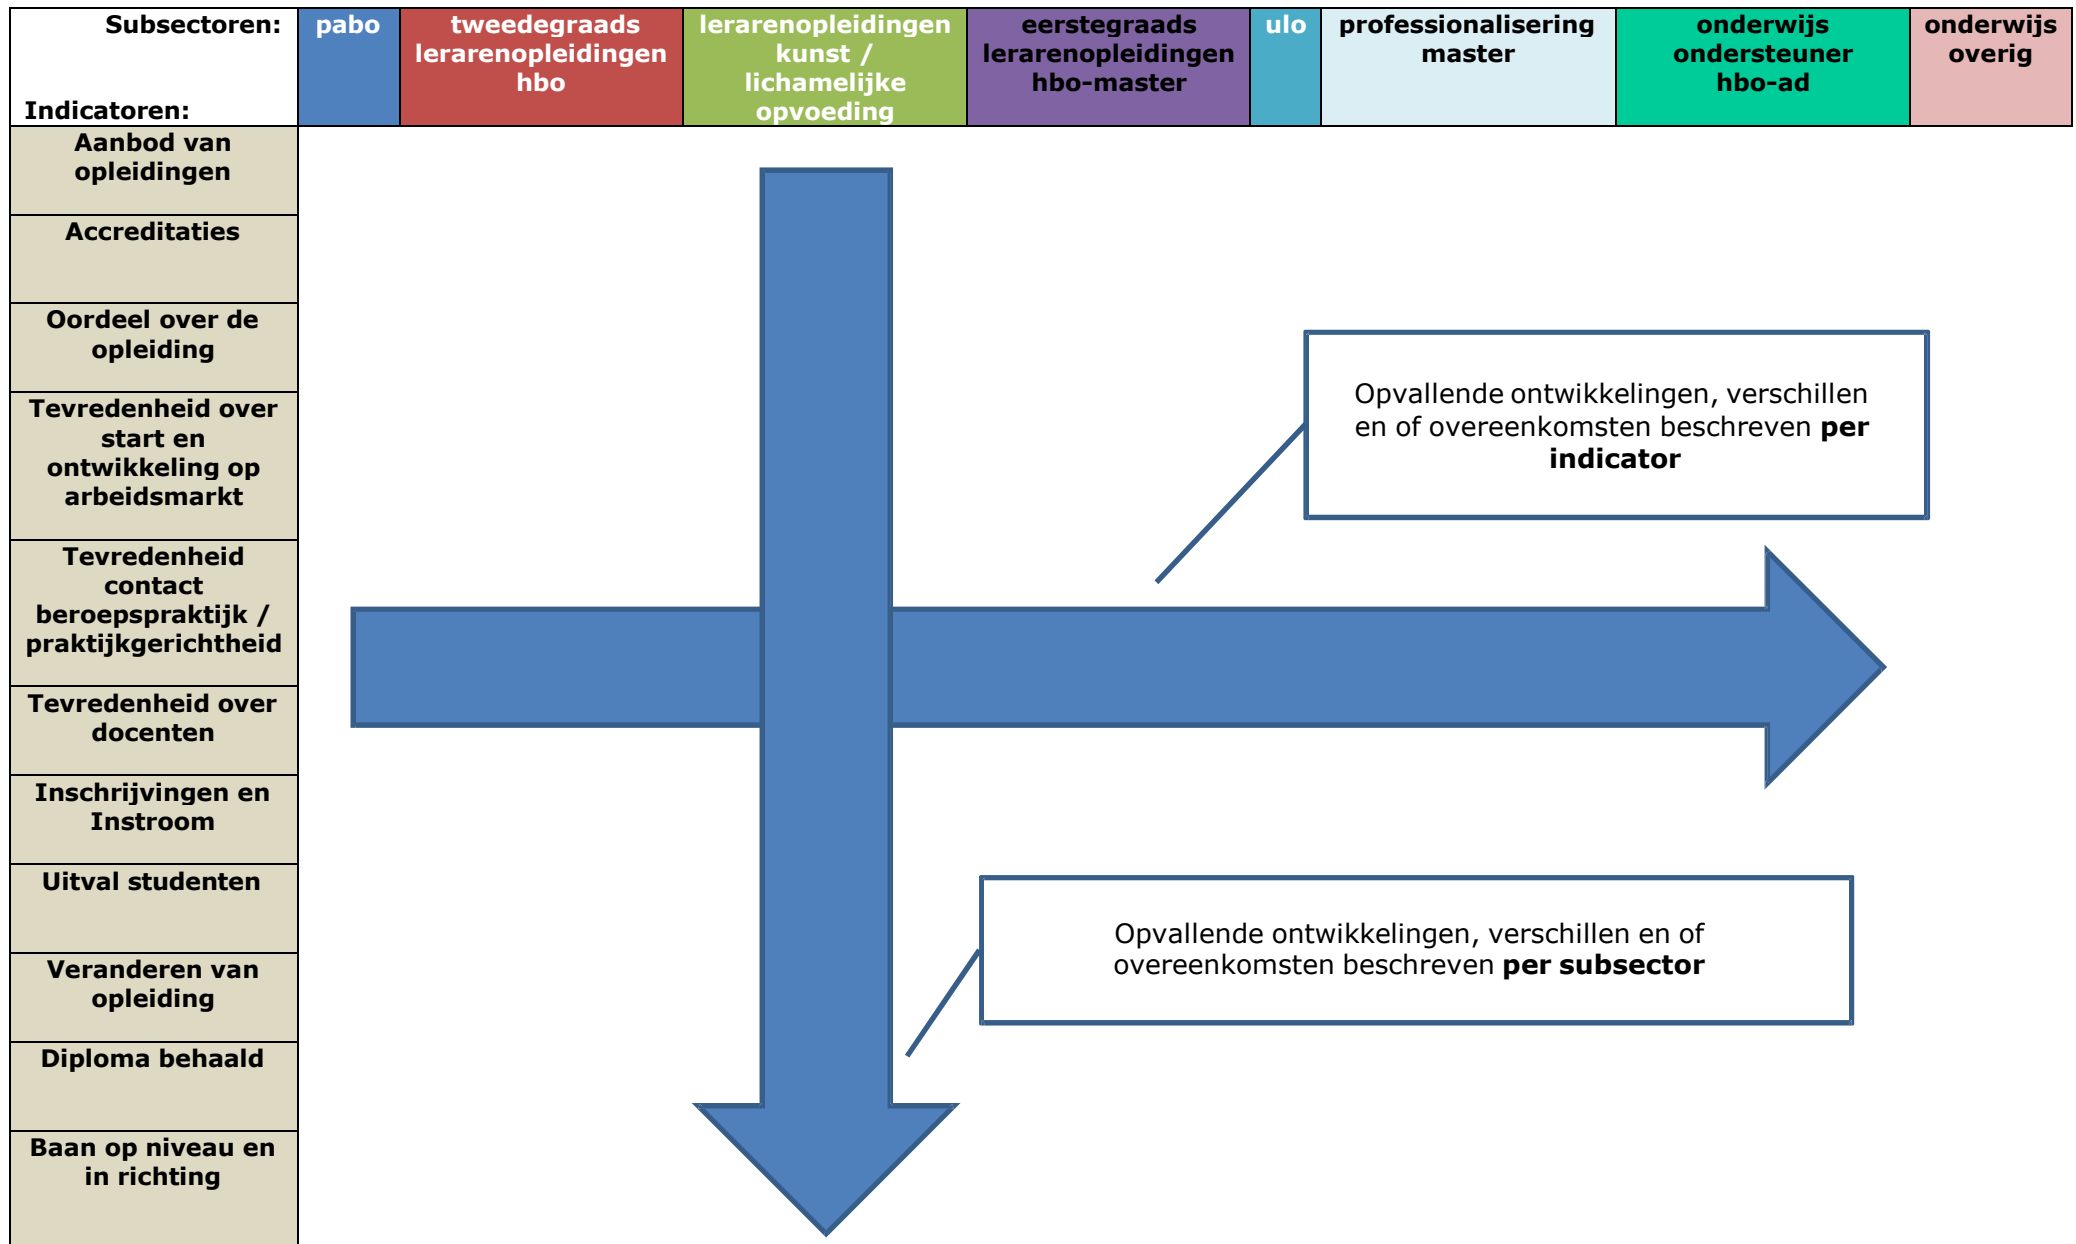 Subsectoren:
Indicatoren:
pabo
tweedegraads
lerarenopleidingen
hbo
lerarenopleidingen
kunst /
lichamelijke
opvoeding
eerstegraads
lerarenopleidingen
hbo-master
ulo
professionalisering
master
onderwijs
ondersteuner
hbo-ad
onderwijs
overig
Aanbod van
opleidingen
Accreditaties
Oordeel over de
opleiding
Tevredenheid over
start en
ontwikkeling op
arbeidsmarkt
Tevredenheid
contact
beroepspraktijk /
praktijkgerichtheid
Tevredenheid over
docenten
Inschrijvingen en
Instroom
Uitval studenten
Veranderen van
opleiding
Diploma behaald
Baan op niveau en
in richting
Opvallende ontwikkelingen, verschillen
en of overeenkomsten beschreven per
indicator
Opvallende ontwikkelingen, verschillen en of
overeenkomsten beschreven per subsector